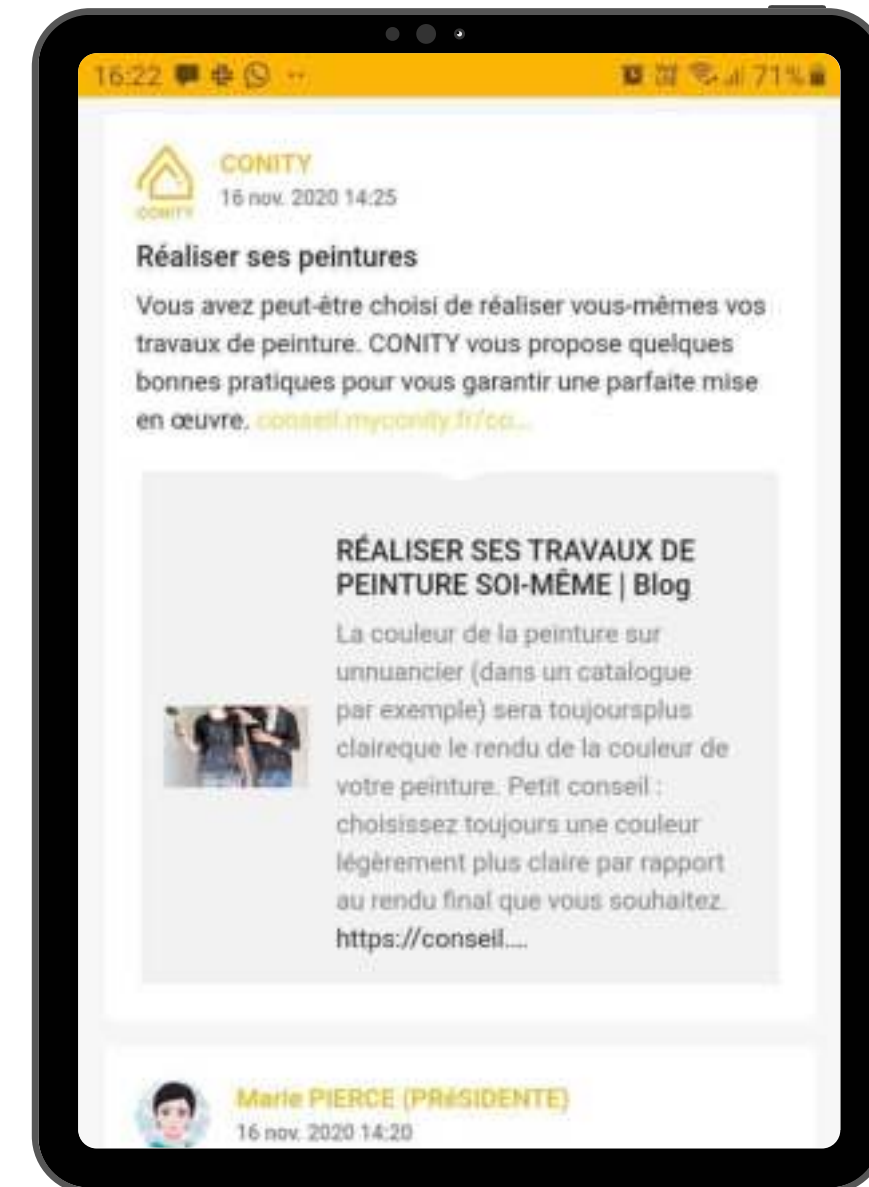 16:22 71%
CONITY
16 nov. 2020 14:25
CONITY
Réaliser ses peintures
Vous avez peut-être choisi de réaliser vous-mêmes vos
travaux de peinture. CONITY vous propose quelques
bonnes pratiques pour vous garantir une parfaite mise
en œuvre. conseil.myconity.fr/co...
RÉALISER SES TRAVAUX DE
PEINTURE SOI-MÊME | Blog
La couleur de la peinture sur
unnuancier (dans un catalogue
par exemple) sera toujoursplus
claireque le rendu de la couleur de
votre peinture. Petit conseil :
choisissez toujours une couleur
légèrement plus claire par rapport
au rendu final que vous souhaitez.
https://conseil....
Marie PIERCE (PRéSIDENTE)
16 nov. 2020 14:20